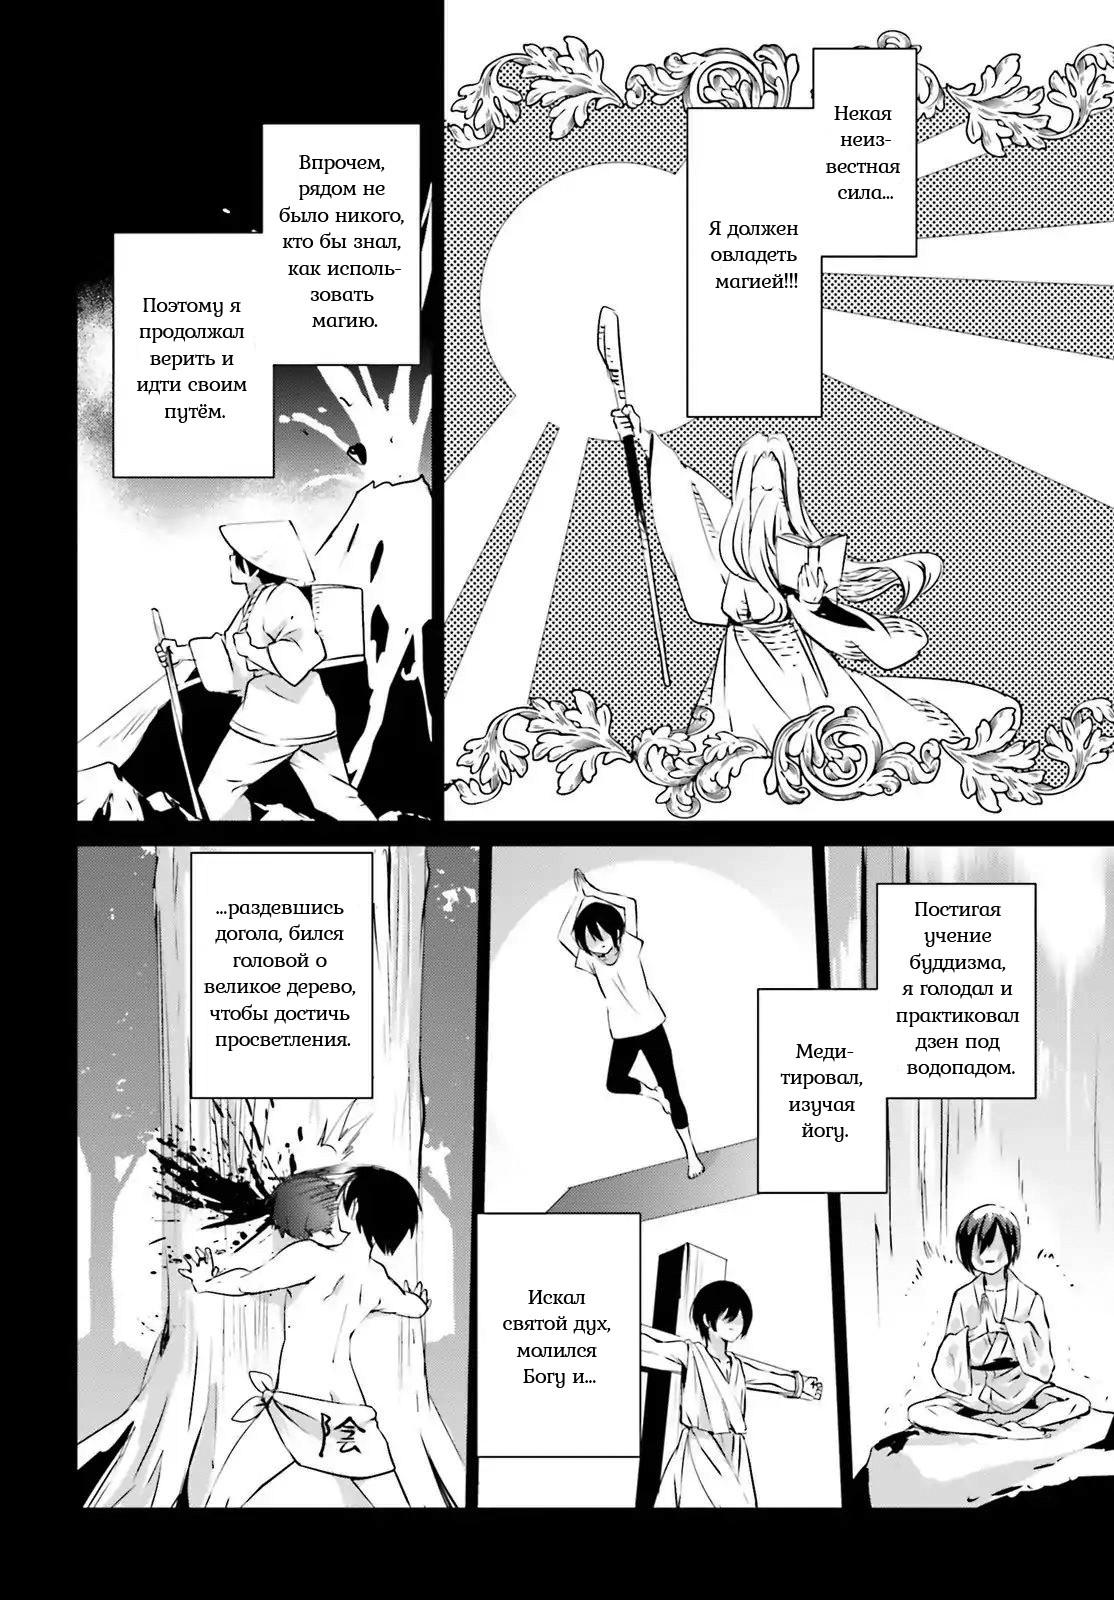 Некая
неиз-
вестная
сила...
Я должен
овладеть
магией!!!
Впрочем,
рядом не
было никого,
кто бы знал,
как исполь-
зовать
магию.
Поэтому я
продолжал
верить и
идти своим
путём.
Постигая
учение
буддизма,
я голодал и
практиковал
дзен под
водопадом.
Меди-
тировал,
изучая
йогу.
Искал
святой дух,
молился
Богу и...
...раздевшись
догола, бился
головой о
великое дерево,
чтобы достичь
просветления.
陰